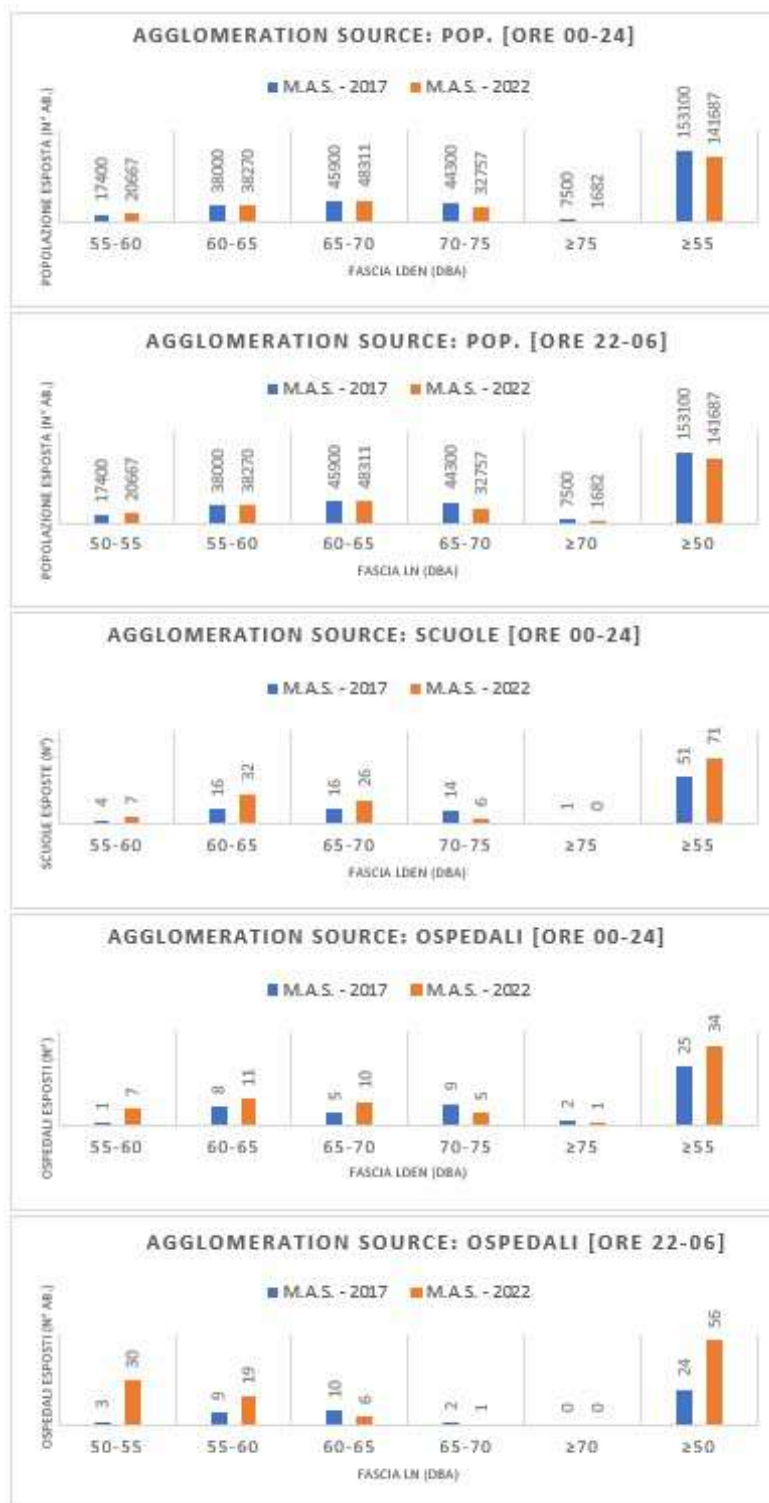 AGGLOMERATION SOURCE: POP. [ORE 00-24]
M.A.S. - 2017 M.A.S. - 2022
POPOLAZIONE ESPOSTA (N° AB.)
17400 20667 38000 38270 45900 48311 44300 32757 7500 1682 153100 141687
55-60 60-65 65-70 70-75 ≥75 ≥55
FASCIA LDEN (DBA)
AGGLOMERATION SOURCE: POP. [ORE 22-06]
M.A.S. - 2017 M.A.S. - 2022
POPOLAZIONE ESPOSTA (N° AB.)
17400 20667 38000 38270 45900 48311 44300 32757 7500 1682 153100 141687
50-55 55-60 60-65 65-70 ≥70 ≥50
FASCIA LN (DBA)
AGGLOMERATION SOURCE: SCUOLE [ORE 00-24]
M.A.S. - 2017 M.A.S. - 2022
SCUOLE ESPOSTE (N°)
4 7 16 32 16 26 14 6 1 0 51 71
55-60 60-65 65-70 70-75 ≥75 ≥55
FASCIA LDEN (DBA)
AGGLOMERATION SOURCE: OSPEDALI [ORE 00-24]
M.A.S. - 2017 M.A.S. - 2022
OSPEDALI ESPOSTI (N°)
1 7 8 11 5 10 9 5 2 1 25 34
55-60 60-65 65-70 70-75 ≥75 ≥55
FASCIA LDEN (DBA)
AGGLOMERATION SOURCE: OSPEDALI [ORE 22-06]
M.A.S. - 2017 M.A.S. - 2022
OSPEDALI ESPOSTI (N° AB.)
3 30 9 19 10 6 2 1 0 0 24 56
50-55 55-60 60-65 65-70 ≥70 ≥50
FASCIA LN (DBA)